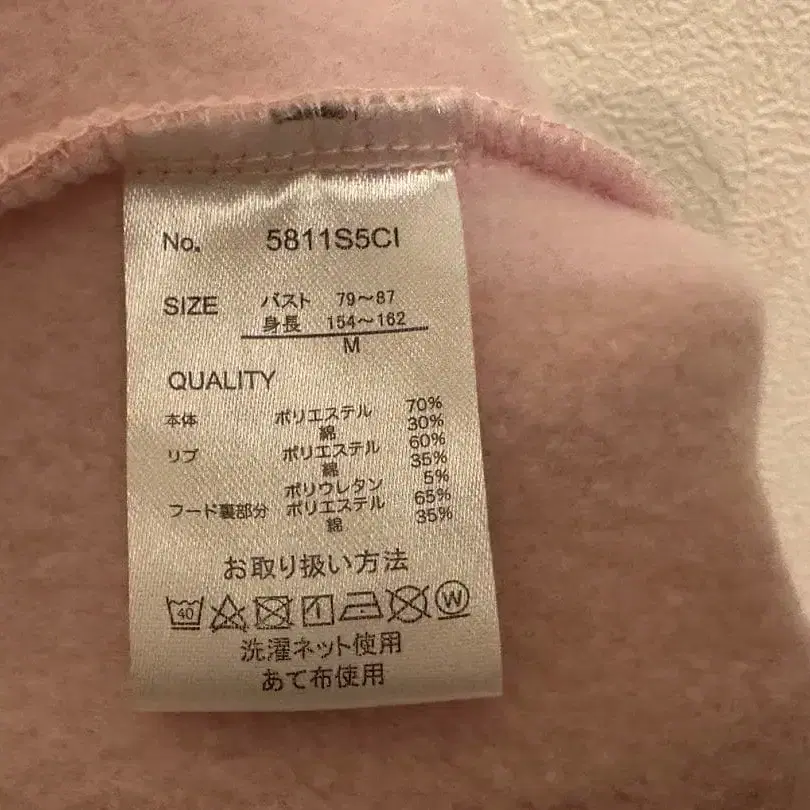 No. 5811S5CI
SIZE バスト 79～87
身長 154～162
M
QUALITY
本体 ポリエステル 70%
綿 30%
リブ ポリエステル 60%
綿 35%
ポリウレタン 5%
フード裏部分 ポリエステル 65%
綿 35%
お取り扱い方法
40 W
洗濯ネット使用
あて布使用